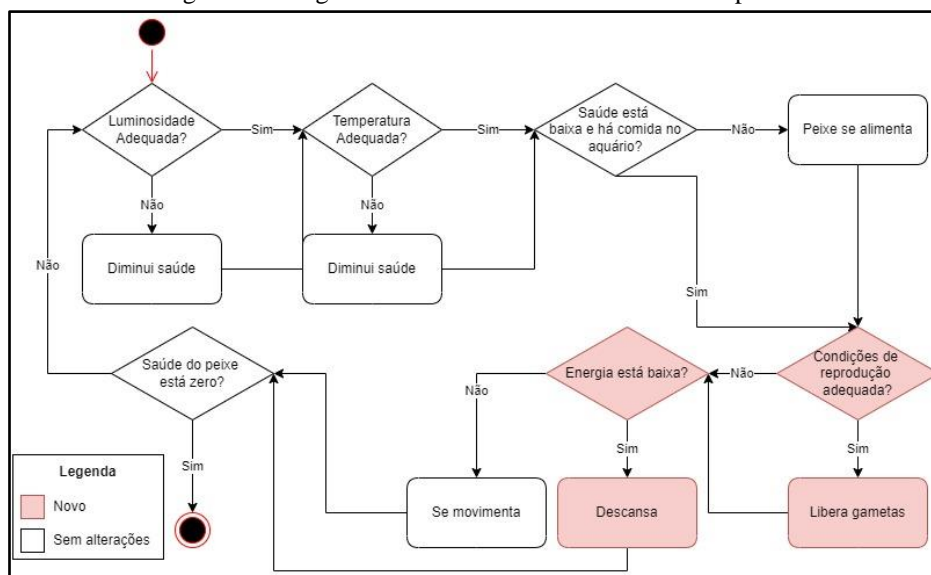 Luminosidade
Adequada?
Sim
Temperatura
Adequada?
Sim
Saúde está
baixa e há comida no
aquário?
Não
Peixe se alimenta
Não
Não
Diminui saúde
Diminui saúde
Não
Sim
Saúde do peixe
está zero?
Energia está baixa?
Não
Condições de
reprodução
adequada?
Não
Sim
Sim
Sim
Legenda
Novo
Sem alterações
Se movimenta
Descansa
Libera gametas